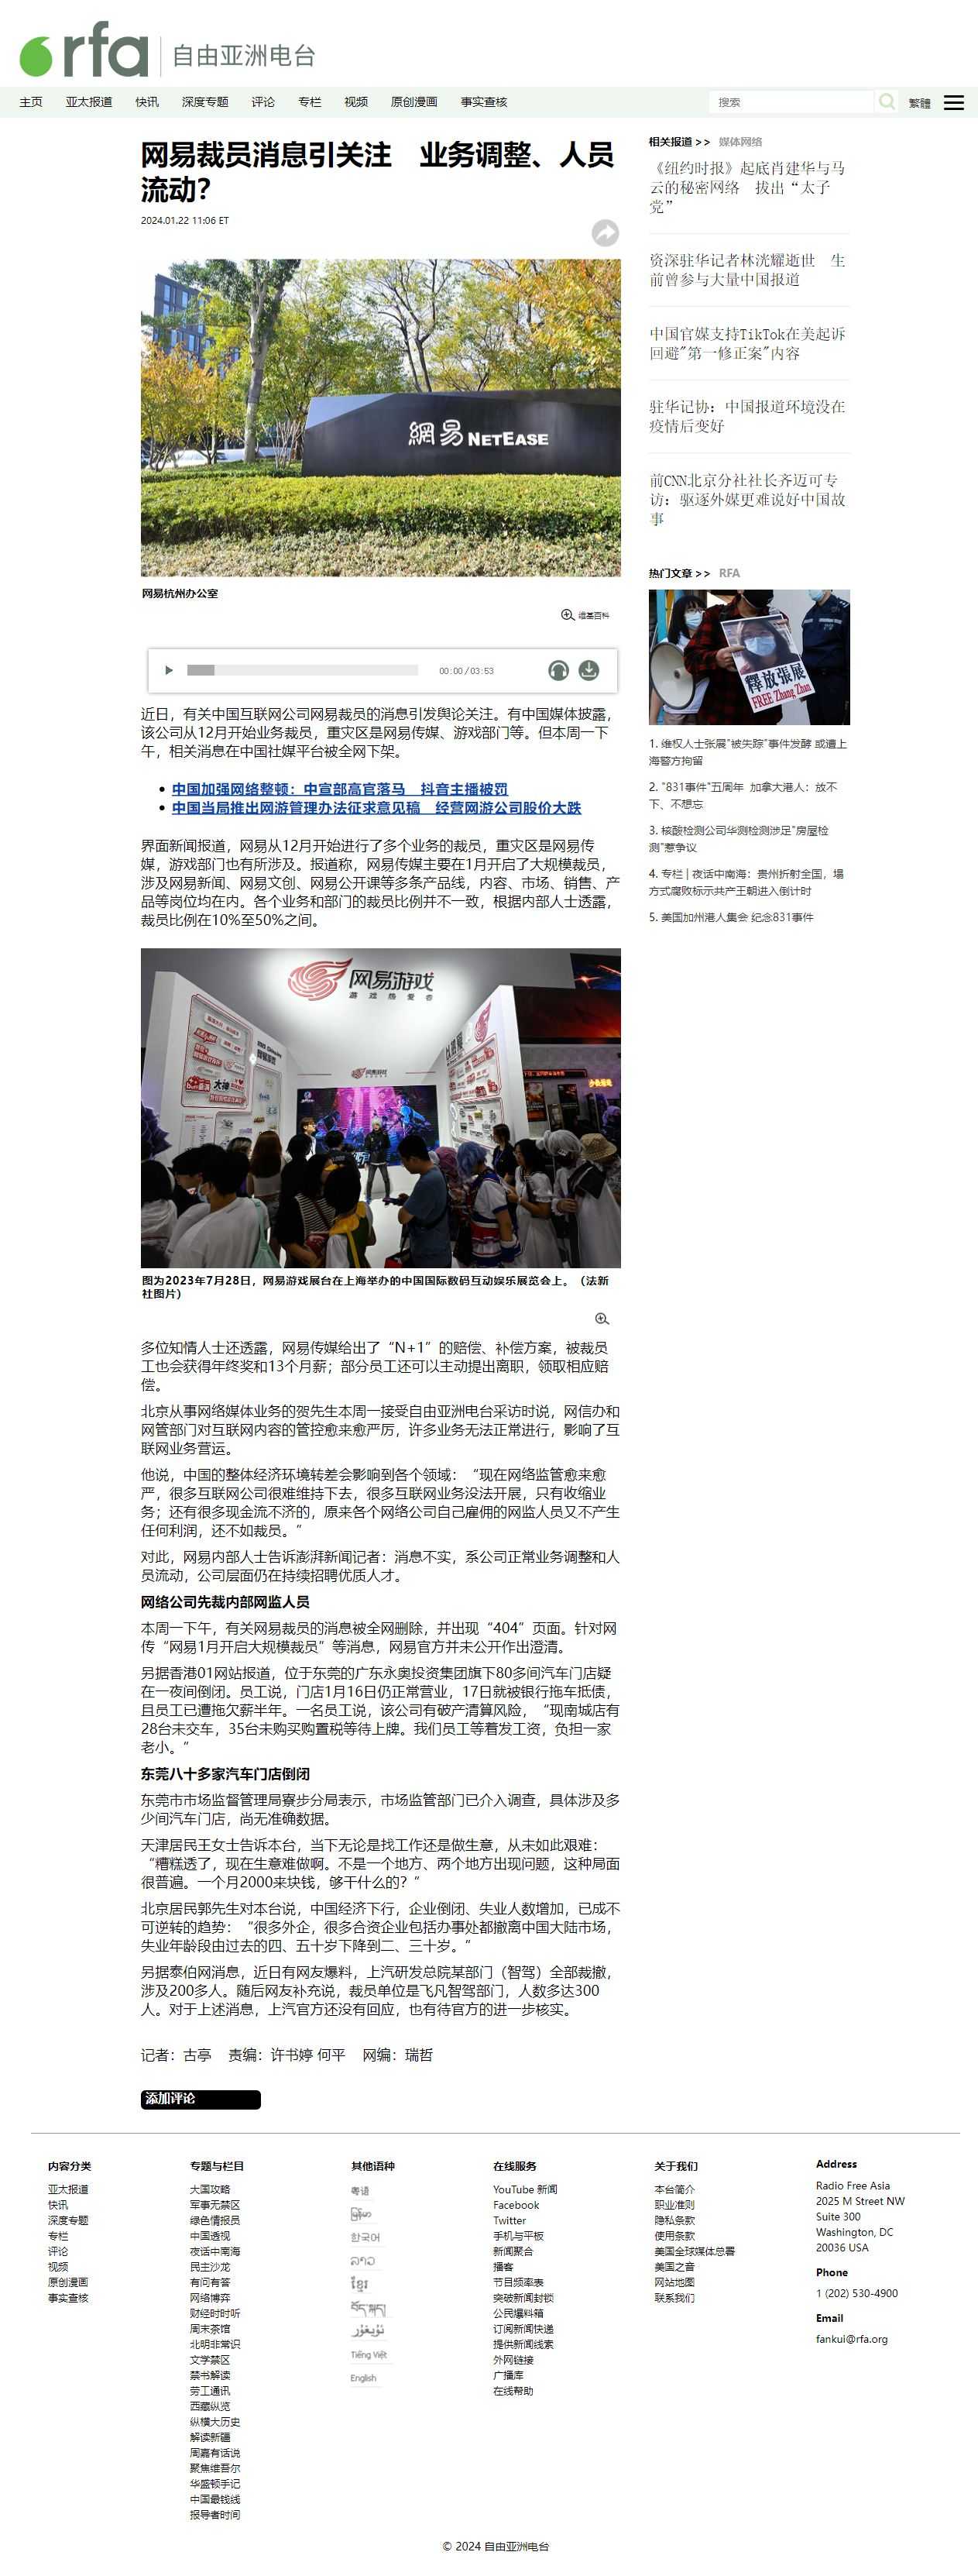 rfa 自由亚洲电台
主页 亚太报道 快讯 深度专题 评论 专栏 视频 原创漫画 事实查核 搜索 繁體
网易裁员消息引关注　业务调整、人员
流动？
2024.01.22 11:06 ET
網易 NETEASE
网易杭州办公室
维基百科
00:00/03:53
近日，有关中国互联网公司网易裁员的消息引发舆论关注。有中国媒体披露，
该公司从12月开始业务裁员，重灾区是网易传媒、游戏部门等。但本周一下
午，相关消息在中国社媒平台被全网下架。
中国加强网络整顿：中宣部高官落马　抖音主播被罚
中国当局推出网游管理办法征求意见稿　经营网游公司股价大跌
界面新闻报道，网易从12月开始进行了多个业务的裁员，重灾区是网易传
媒，游戏部门也有所涉及。报道称，网易传媒主要在1月开启了大规模裁员，
涉及网易新闻、网易文创、网易公开课等多条产品线，内容、市场、销售、产
品等岗位均在内。各个业务和部门的裁员比例并不一致，根据内部人士透露，
裁员比例在10%至50%之间。
网易游戏
游戏热爱者
图为2023年7月28日，网易游戏展台在上海举办的中国国际数码互动娱乐展览会上。（法新
社图片）
多位知情人士还透露，网易传媒给出了“N+1”的赔偿、补偿方案，被裁员
工也会获得年终奖和13个月薪；部分员工还可以主动提出离职，领取相应赔
偿。
北京从事网络媒体业务的贺先生本周一接受自由亚洲电台采访时说，网信办和
网管部门对互联网内容的管控愈来愈严厉，许多业务无法正常进行，影响了互
联网业务营运。
他说，中国的整体经济环境转差会影响到各个领域：“现在网络监管愈来愈
严，很多互联网公司很难维持下去，很多互联网业务没法开展，只有收缩业
务；还有很多现金流不济的，原来各个网络公司自己雇佣的网监人员又不产生
任何利润，还不如裁员。”
对此，网易内部人士告诉澎湃新闻记者：消息不实，系公司正常业务调整和人
员流动，公司层面仍在持续招聘优质人才。
网络公司先裁内部网监人员
本周一下午，有关网易裁员的消息被全网删除，并出现“404”页面。针对网
传“网易1月开启大规模裁员”等消息，网易官方并未公开作出澄清。
另据香港01网站报道，位于东莞的广东永奥投资集团旗下80多间汽车门店疑
在一夜间倒闭。员工说，门店1月16日仍正常营业，17日就被银行拖车抵债，
且员工已遭拖欠薪半年。一名员工说，该公司有破产清算风险，“现南城店有
28台未交车，35台未购买购置税等待上牌。我们员工等着发工资，负担一家
老小。”
东莞八十多家汽车门店倒闭
东莞市市场监督管理局寮步分局表示，市场监管部门已介入调查，具体涉及多
少间汽车门店，尚无准确数据。
天津居民王女士告诉本台，当下无论是找工作还是做生意，从未如此艰难：
“糟糕透了，现在生意难做啊。不是一个地方、两个地方出现问题，这种局面
很普遍。一个月2000来块钱，够干什么的？”
北京居民郭先生对本台说，中国经济下行，企业倒闭、失业人数增加，已成不
可逆转的趋势：“很多外企，很多合资企业包括办事处都撤离中国大陆市场，
失业年龄段由过去的四、五十岁下降到二、三十岁。”
另据泰伯网消息，近日有网友爆料，上汽研发总院某部门（智驾）全部裁撤，
涉及200多人。随后网友补充说，裁员单位是飞凡智驾部门，人数多达300
人。对于上述消息，上汽官方还没有回应，也有待官方的进一步核实。
记者：古亭　责编：许书婷 何平　网编：瑞哲
添加评论
相关报道 >> 媒体网络
《纽约时报》起底肖建华与马
云的秘密网络　拔出“太子
党”
资深驻华记者林洸耀逝世　生
前曾参与大量中国报道
中国官媒支持TikTok在美起诉
回避"第一修正案"内容
驻华记协：中国报道环境没在
疫情后变好
前CNN北京分社社长齐迈可专
访：驱逐外媒更难说好中国故
事
热门文章 >> RFA
釋放張展
FREE Zhang Zhan
1. 维权人士张展"被失踪"事件发酵 或遭上
海警方拘留
2. "831事件"五周年 加拿大港人：放不
下、不想忘
3. 核酸检测公司华测检测涉足"房屋检
测"惹争议
4. 专栏 | 夜话中南海：贵州折射全国，塌
方式腐败标示共产王朝进入倒计时
5. 美国加州港人集会 纪念831事件
内容分类
亚太报道
快讯
深度专题
专栏
评论
视频
原创漫画
事实查核
专题与栏目
大国攻略
军事无禁区
绿色情报员
中国透视
夜话中南海
民主沙龙
有问有答
网络博弈
财经时时听
周末茶馆
北明非常识
文学禁区
禁书解读
劳工通讯
西藏纵览
纵横大历史
解读新疆
周嘉有话说
聚焦维吾尔
华盛顿手记
中国最钱线
报导者时间
其他语种
粤语
မြန်မာ
한국어
ລາວ
ខ្មែរ
བོད་སྐད།
ئۇيغۇر
Tiếng Việt
English
在线服务
YouTube 新闻
Facebook
Twitter
手机与平板
新闻聚合
播客
节目频率表
突破新闻封锁
公民爆料箱
订阅新闻快递
提供新闻线索
外网链接
广播库
在线帮助
关于我们
本台简介
职业准则
隐私条款
使用条款
美国全球媒体总署
美国之音
网站地图
联系我们
Address
Radio Free Asia
2025 M Street NW
Suite 300
Washington, DC
20036 USA
Phone
1 (202) 530-4900
Email
fankui@rfa.org
© 2024 自由亚洲电台